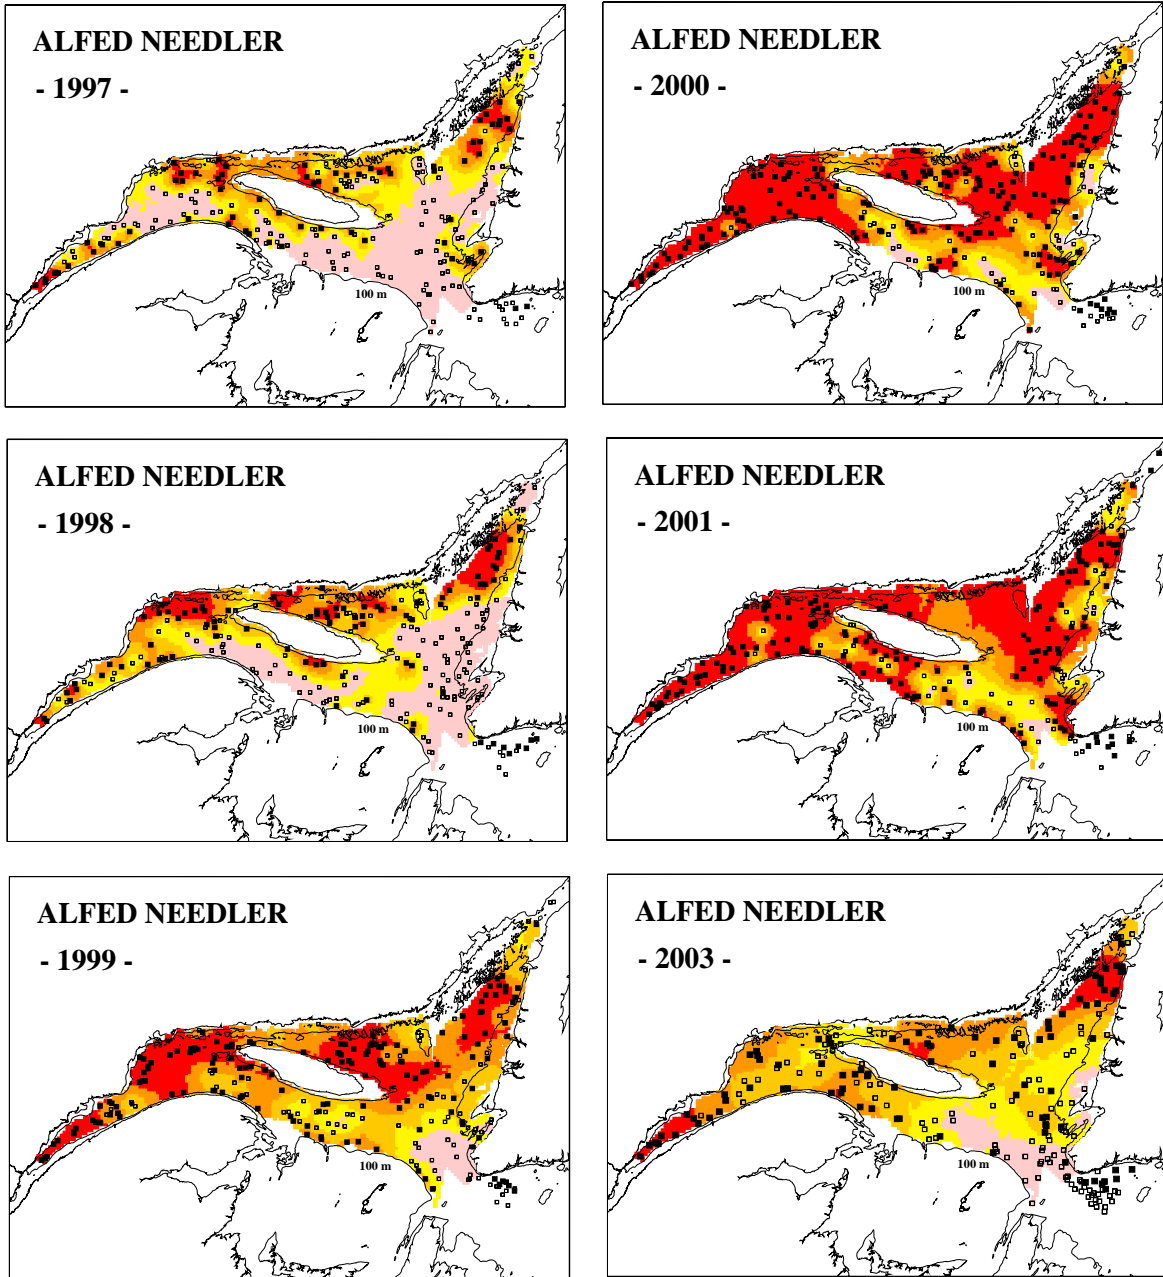 ALFED NEEDLER
- 1997 -
100 m
ALFED NEEDLER
- 2000 -
100 m
ALFED NEEDLER
- 1998 -
100 m
ALFED NEEDLER
- 2001 -
100 m
ALFED NEEDLER
- 1999 -
100 m
ALFED NEEDLER
- 2003 -
100 m